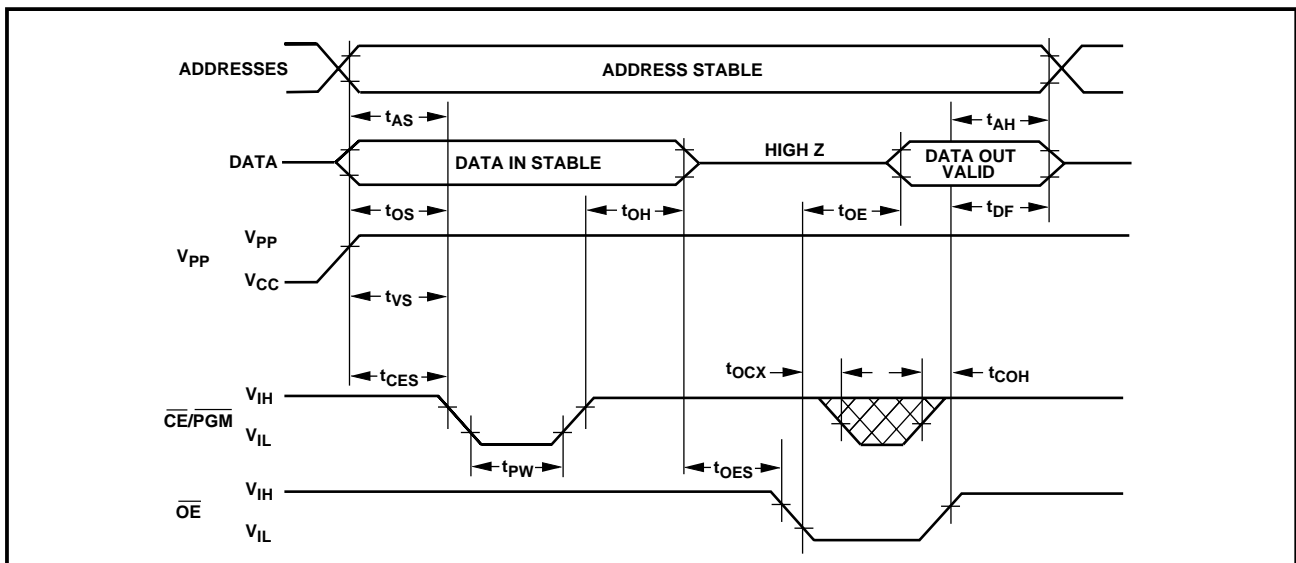 ADDRESSES
ADDRESS STABLE
tAS
tAH
DATA
DATA IN STABLE
HIGH Z
DATA OUT
VALID
tOS
tOH
tOE
tDF
VPP
VPP
VCC
tVS
tCES
tOCX
tCOH
VIH
CE/PGM
VIL
tPW
tOES
VIH
OE
VIL